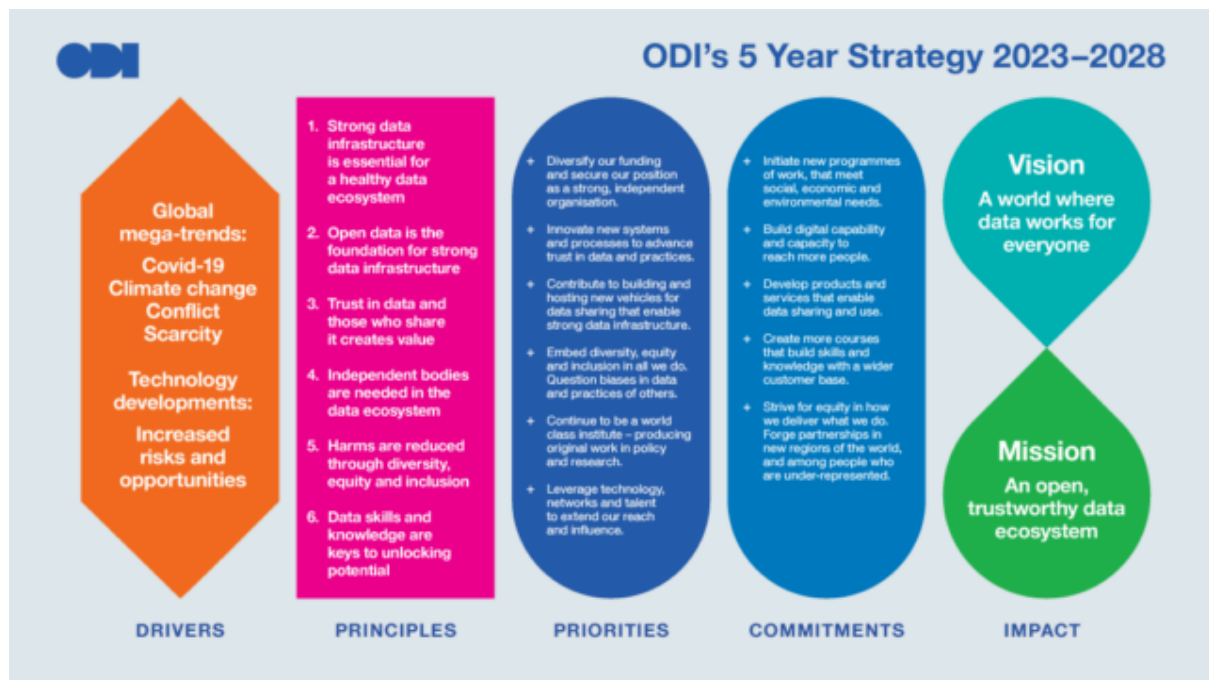 ODI
ODI's 5 Year Strategy 2023–2028
Global
mega-trends:
Covid-19
Climate change
Conflict
Scarcity
Technology
developments:
Increased
risks and
opportunities
DRIVERS
1. Strong data
infrastructure
is essential for
a healthy data
ecosystem
2. Open data is the
foundation for strong
data infrastructure
3. Trust in data and
those who share
it creates value
4. Independent bodies
are needed in the
data ecosystem
5. Harms are reduced
through diversity,
equity and inclusion
6. Data skills and
knowledge are
keys to unlocking
potential
PRINCIPLES
+ Diversify our funding
and secure our position
as a strong, independent
organisation.
+ Innovate new systems
and processes to advance
trust in data and practices.
+ Contribute to building and
hosting new vehicles for
data sharing that enable
strong data infrastructure.
+ Embed diversity, equity
and inclusion in all we do.
Question biases in data
and practices of others.
+ Continue to be a world
class institute – producing
original work in policy
and research.
+ Leverage technology,
networks and talent
to extend our reach
and influence.
PRIORITIES
+ Initiate new programmes
of work, that meet
social, economic and
environmental needs.
+ Build digital capability
and capacity to
reach more people.
+ Develop products and
services that enable
data sharing and use.
+ Create more courses
that build skills and
knowledge with a wider
customer base.
+ Strive for equity in how
we deliver what we do.
Forge partnerships in
new regions of the world,
and among people who
are under-represented.
COMMITMENTS
Vision
A world where
data works for
everyone
Mission
An open,
trustworthy data
ecosystem
IMPACT